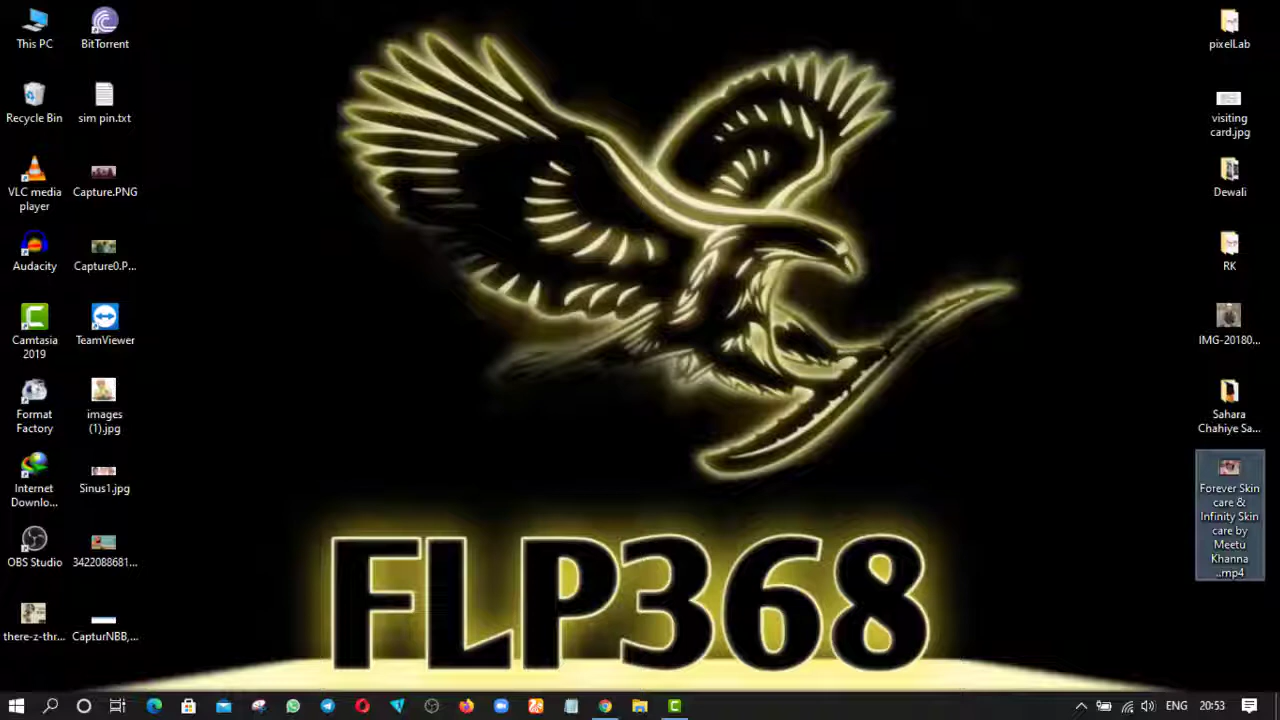 This PC
BitTorrent
Recycle Bin
sim pin.txt
VLC media
player
Capture.PNG
Audacity
Capture0.P...
Camtasia
2019
TeamViewer
Format
Factory
images
(1).jpg
Internet
Downlo...
Sinus1.jpg
OBS Studio
3422088681...
there-z-thr...
CapturNBB,...
FLP368
pixelLab
visiting
card.jpg
Dewali
RK
IMG-20180...
Sahara
Chahiye Sa...
Forever Skin
care &
Infinity Skin
care by
Meetu
Khanna
..mp4
ENG
20:53